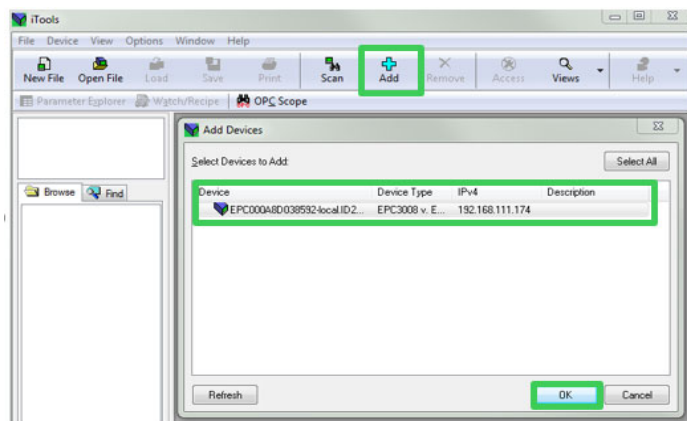 iTools
File Device View Options Window Help
New File Open File Load Save Print Scan Add Remove Access Views Help
Parameter Explorer Watch/Recipe OPC Scope
Add Devices
Select Devices to Add:
Select All
Browse Find
Device Device Type IPv4 Description
EPC000A8D038592-local.ID2... EPC3008 v. E... 192.168.111.174
Refresh OK Cancel